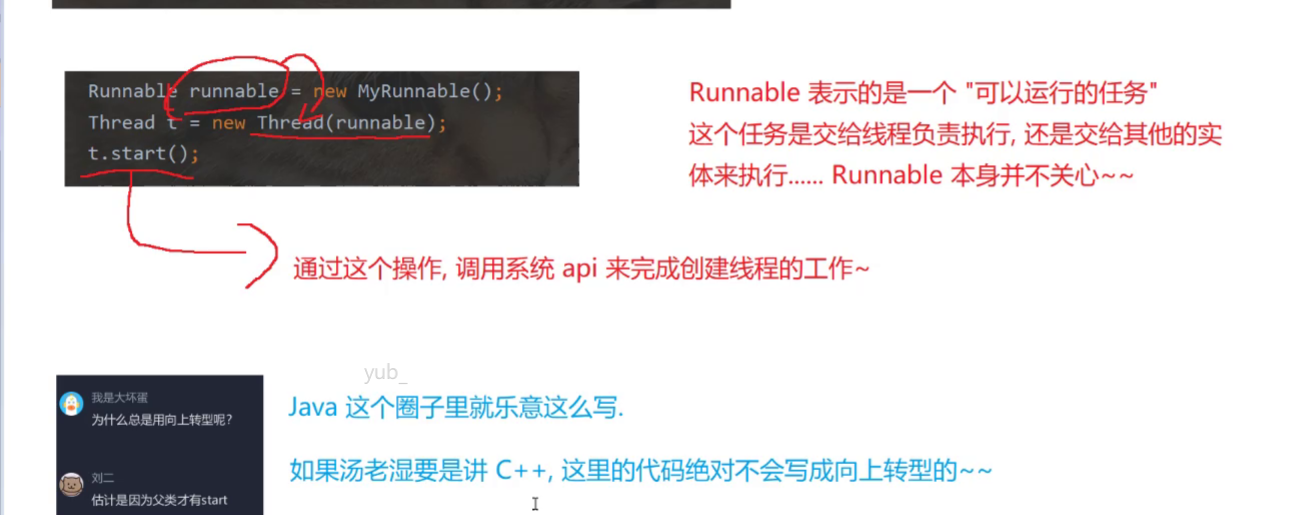 Runnable runnable = new MyRunnable();
Thread t = new Thread(runnable);
t.start();
Runnable 表示的是一个 "可以运行的任务"
这个任务是交给线程负责执行, 还是交给其他的实
体来执行...... Runnable 本身并不关心~~
通过这个操作, 调用系统 api 来完成创建线程的工作~
yub_
我是大坏蛋
为什么总是用向上转型呢?
刘二
估计是因为父类才有start
Java 这个圈子里就乐意这么写.
如果汤老湿要是讲 C++, 这里的代码绝对不会写成向上转型的~~